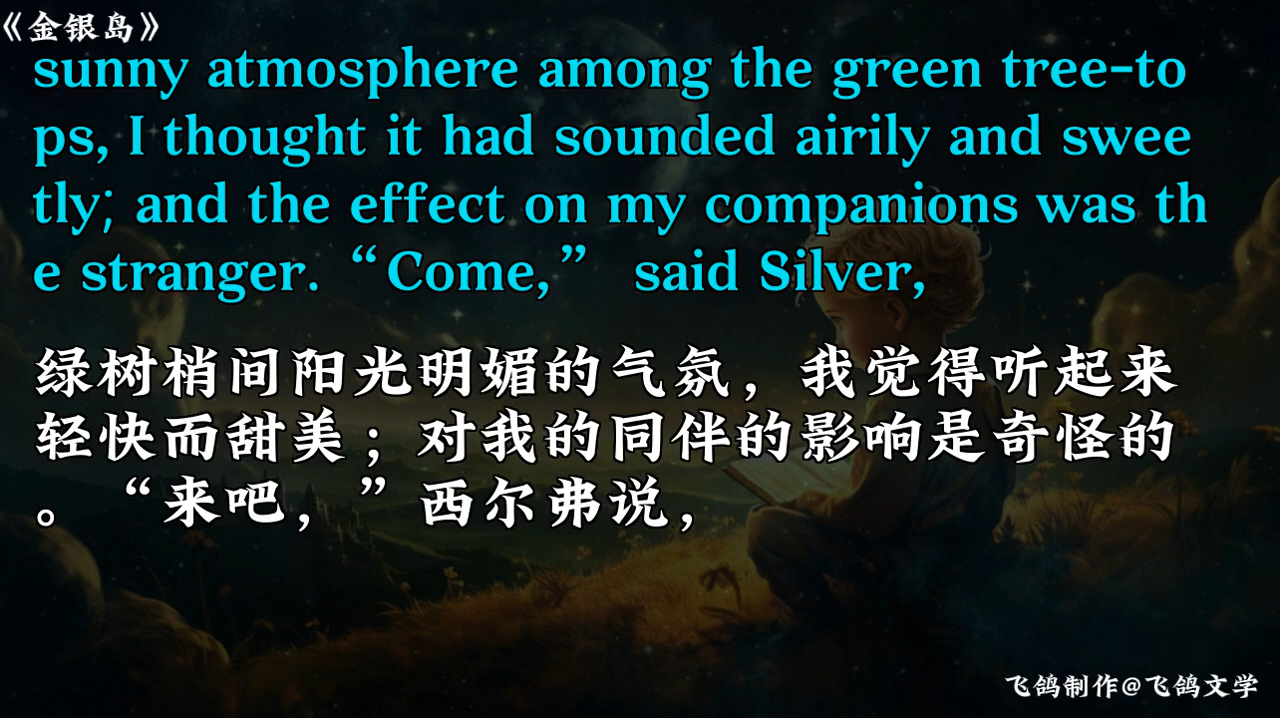 《金银岛》
sunny atmosphere among the green tree-to
ps, I thought it had sounded airily and swee
tly; and the effect on my companions was th
e stranger. “Come,” said Silver,
绿树梢间阳光明媚的气氛，我觉得听起来
轻快而甜美；对我的同伴的影响是奇怪的
。“来吧，”西尔弗说，
飞鸽制作@飞鸽文学